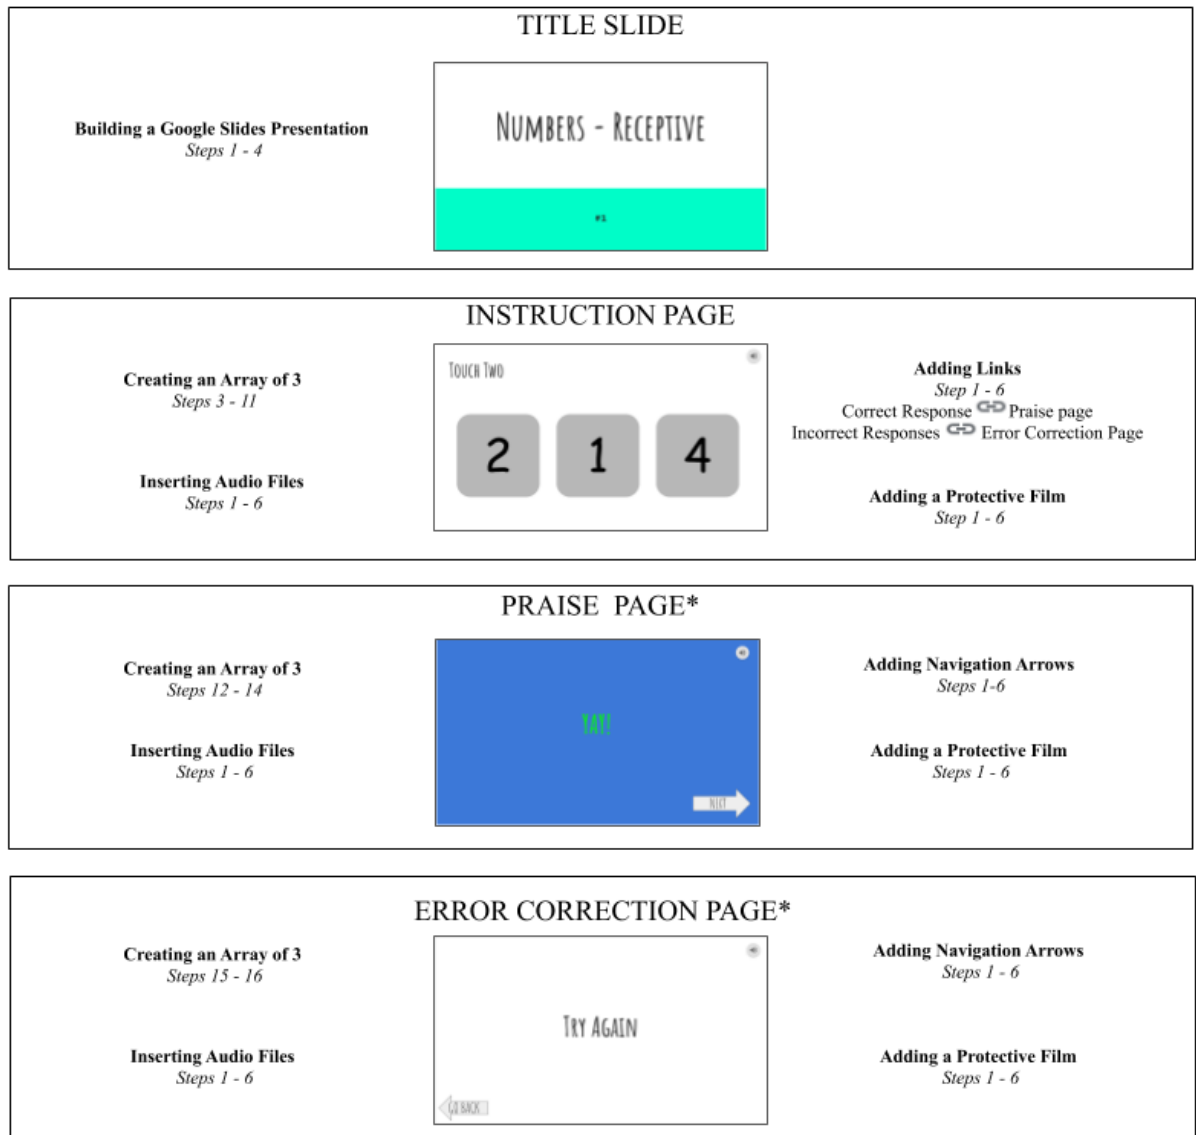 TITLE SLIDE
Building a Google Slides Presentation
Steps 1 - 4
NUMBERS - RECEPTIVE
#1
INSTRUCTION PAGE
Creating an Array of 3
Steps 3 - 11
Inserting Audio Files
Steps 1 - 6
TOUCH TWO
2 1 4
Adding Links
Step 1 - 6
Correct Response Praise page
Incorrect Responses Error Correction Page
Adding a Protective Film
Step 1 - 6
PRAISE PAGE*
Creating an Array of 3
Steps 12 - 14
Inserting Audio Files
Steps 1 - 6
YAY!
NEXT
Adding Navigation Arrows
Steps 1-6
Adding a Protective Film
Steps 1 - 6
ERROR CORRECTION PAGE*
Creating an Array of 3
Steps 15 - 16
Inserting Audio Files
Steps 1 - 6
TRY AGAIN
GO BACK
Adding Navigation Arrows
Steps 1 - 6
Adding a Protective Film
Steps 1 - 6